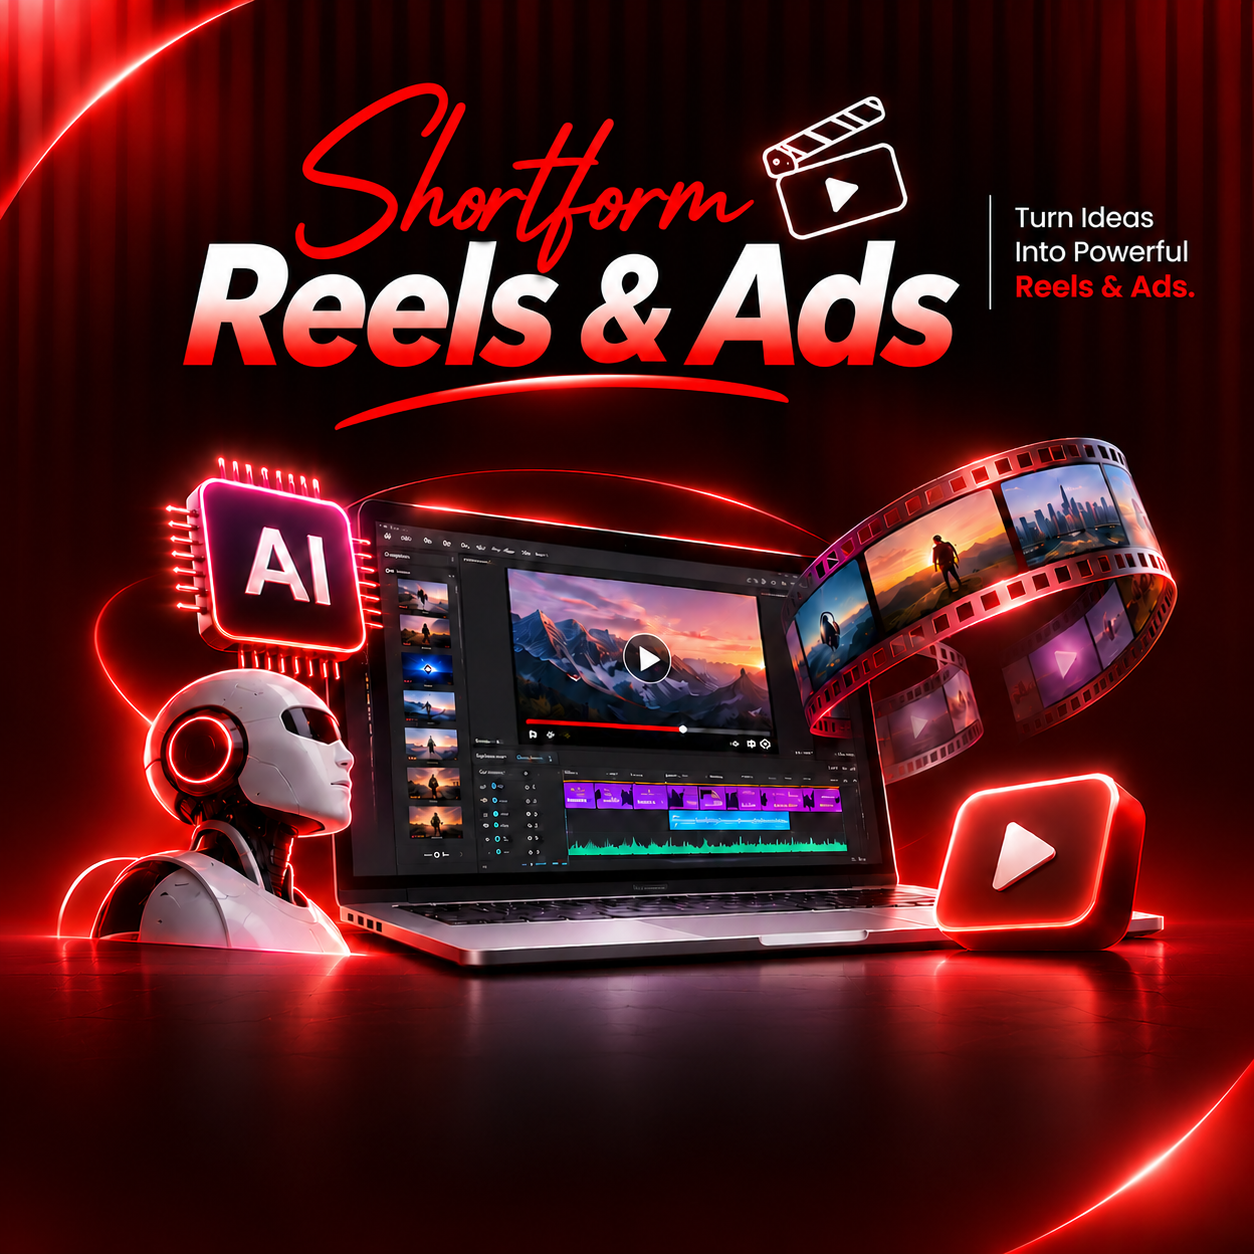 Shortform
Reels & Ads
Turn Ideas
Into Powerful
Reels & Ads.
AI